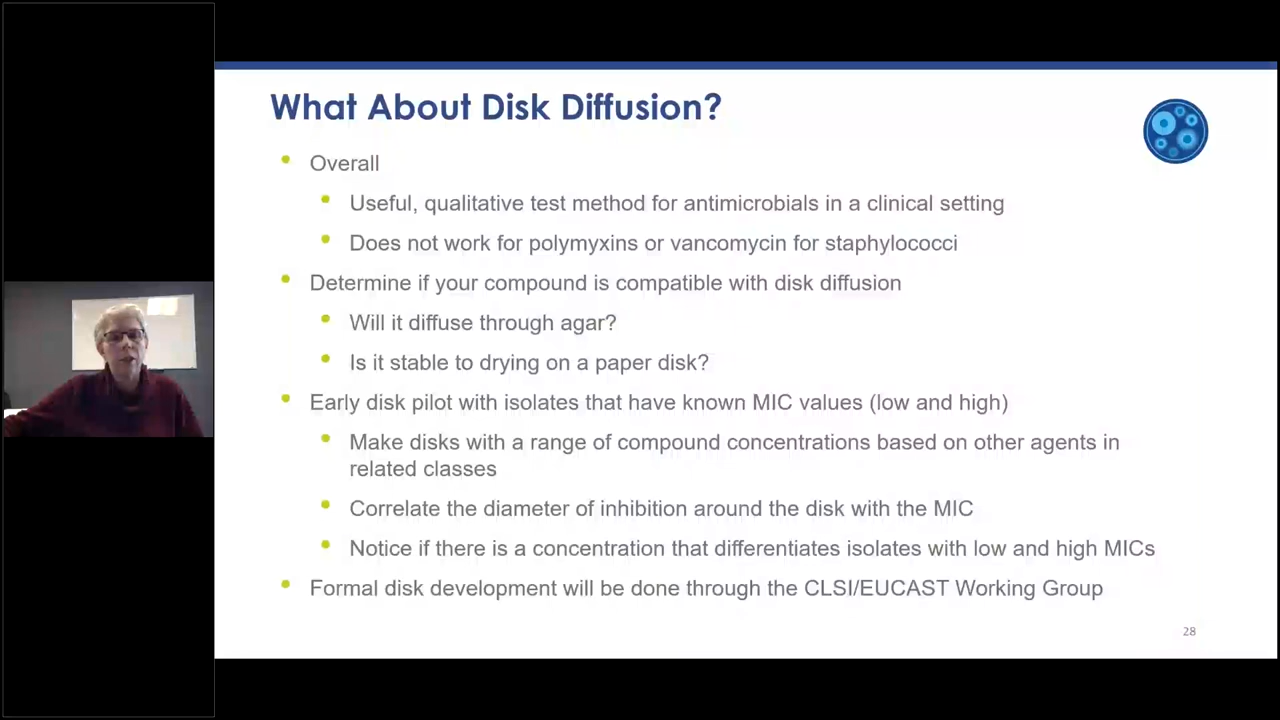 What About Disk Diffusion?
Overall
Useful, qualitative test method for antimicrobials in a clinical setting
Does not work for polymyxins or vancomycin for staphylococci
Determine if your compound is compatible with disk diffusion
Will it diffuse through agar?
Is it stable to drying on a paper disk?
Early disk pilot with isolates that have known MIC values (low and high)
Make disks with a range of compound concentrations based on other agents in
related classes
Correlate the diameter of inhibition around the disk with the MIC
Notice if there is a concentration that differentiates isolates with low and high MICs
Formal disk development will be done through the CLSI/EUCAST Working Group
28